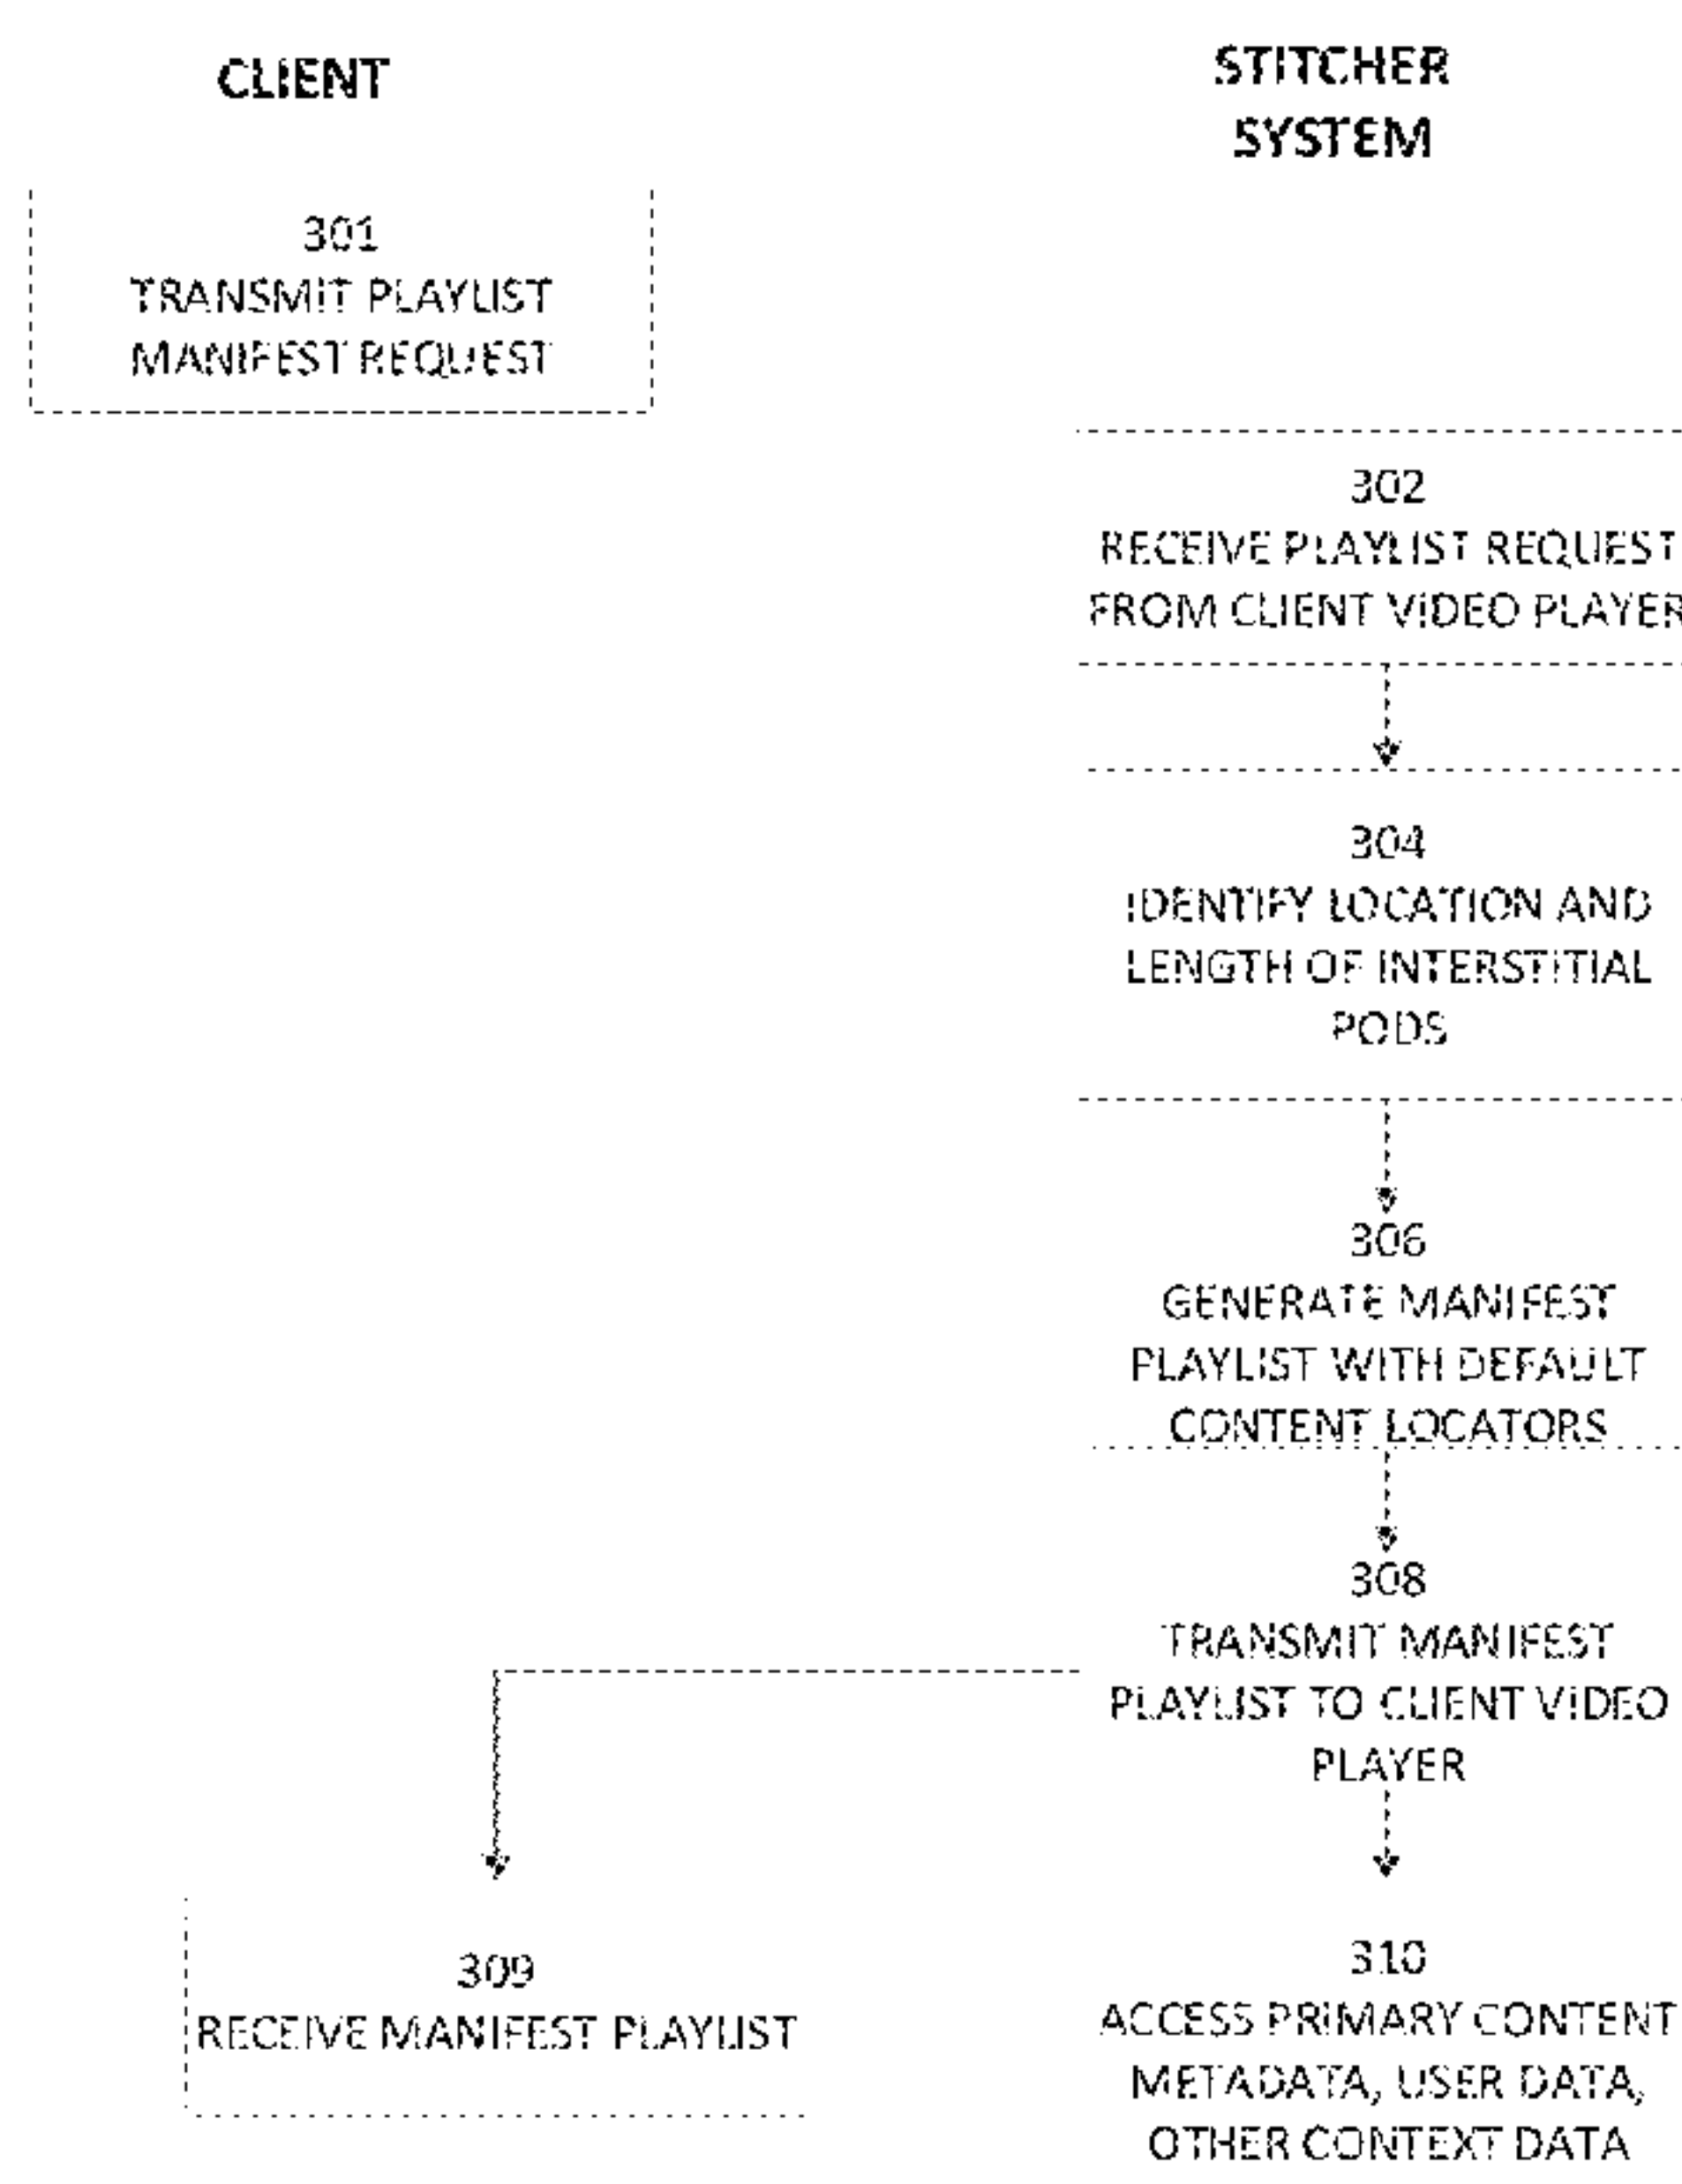 CLIENT
STITCHER
SYSTEM
301
TRANSMIT PLAYLIST
MANIFEST REQUEST
302
RECEIVE PLAYLIST REQUEST
FROM CLIENT VIDEO PLAYER
304
IDENTIFY LOCATION AND
LENGTH OF INTERSTITIAL
PODS
306
GENERATE MANIFEST
PLAYLIST WITH DEFAULT
CONTENT LOCATORS
308
TRANSMIT MANIFEST
PLAYLIST TO CLIENT VIDEO
PLAYER
309
RECEIVE MANIFEST PLAYLIST
310
ACCESS PRIMARY CONTENT
METADATA, USER DATA,
OTHER CONTEXT DATA